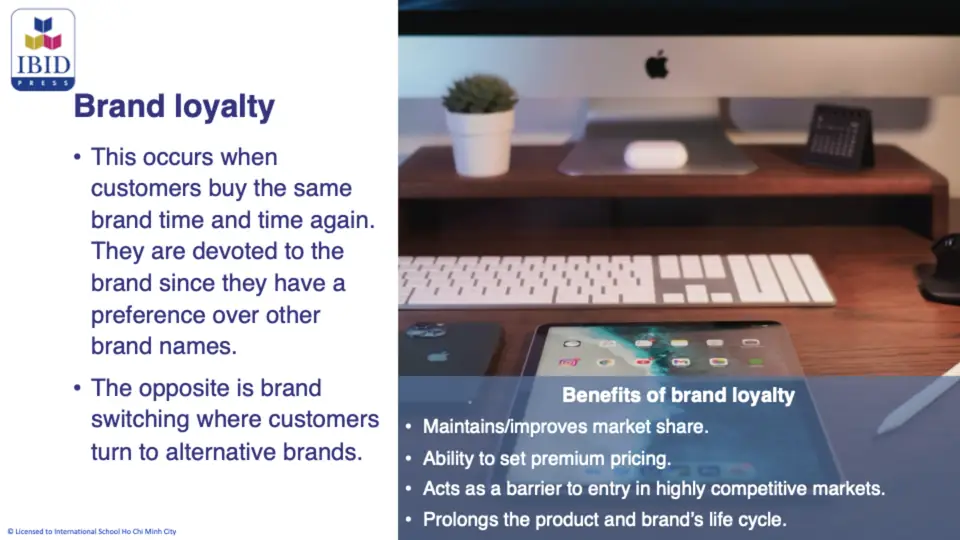 IBID
PRESS
Brand loyalty
• This occurs when
customers buy the same
brand time and time again.
They are devoted to the
brand since they have a
preference over other
brand names.
• The opposite is brand
switching where customers
turn to alternative brands.
Benefits of brand loyalty
• Maintains/improves market share.
• Ability to set premium pricing.
• Acts as a barrier to entry in highly competitive markets.
• Prolongs the product and brand's life cycle.
© Licensed to International School Ho Chi Minh City